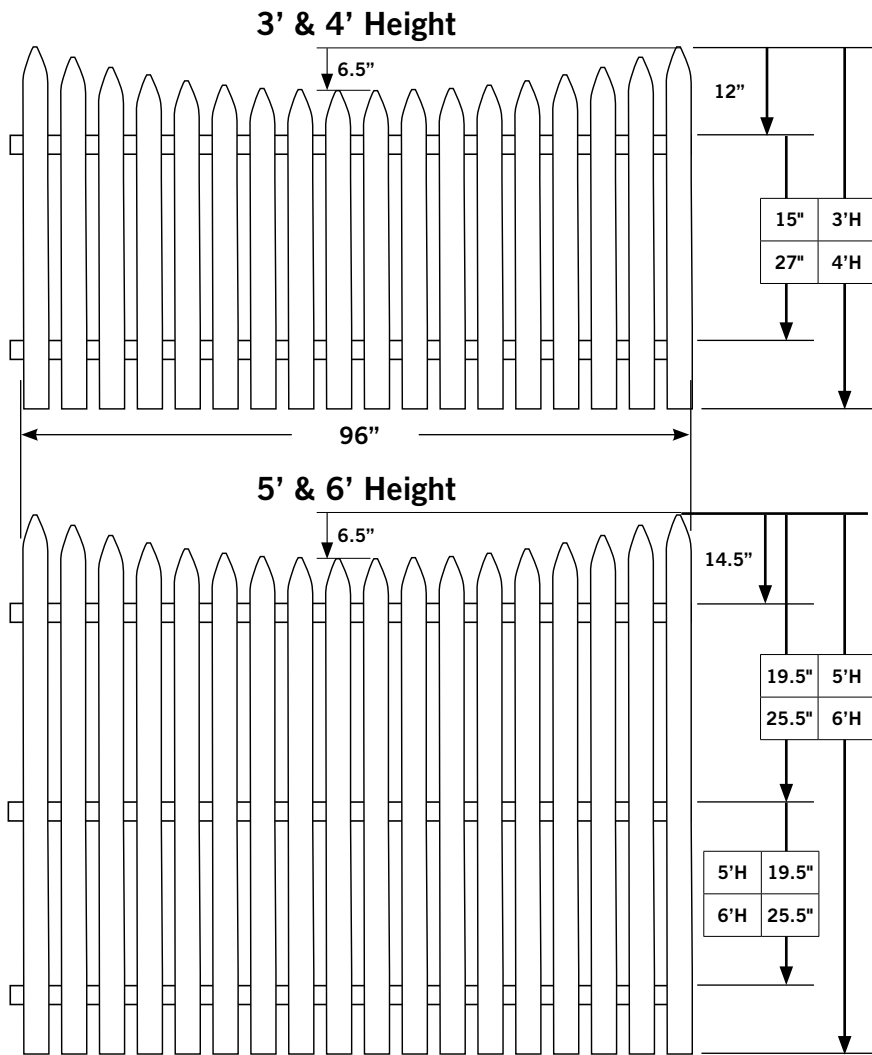 3’ & 4’ Height
6.5”
12”
15" 3’H
27" 4’H
96”
5’ & 6’ Height
6.5”
14.5”
19.5" 5’H
25.5" 6’H
5’H 19.5"
6’H 25.5"